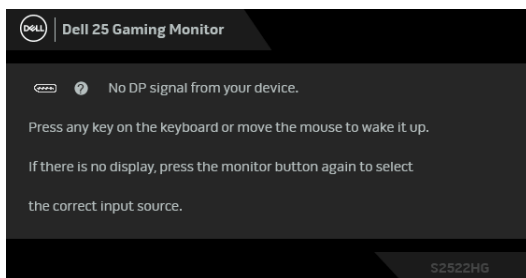 DELL
Dell 25 Gaming Monitor
? No DP signal from your device.
Press any key on the keyboard or move the mouse to wake it up.
If there is no display, press the monitor button again to select
the correct input source.
S2522HG